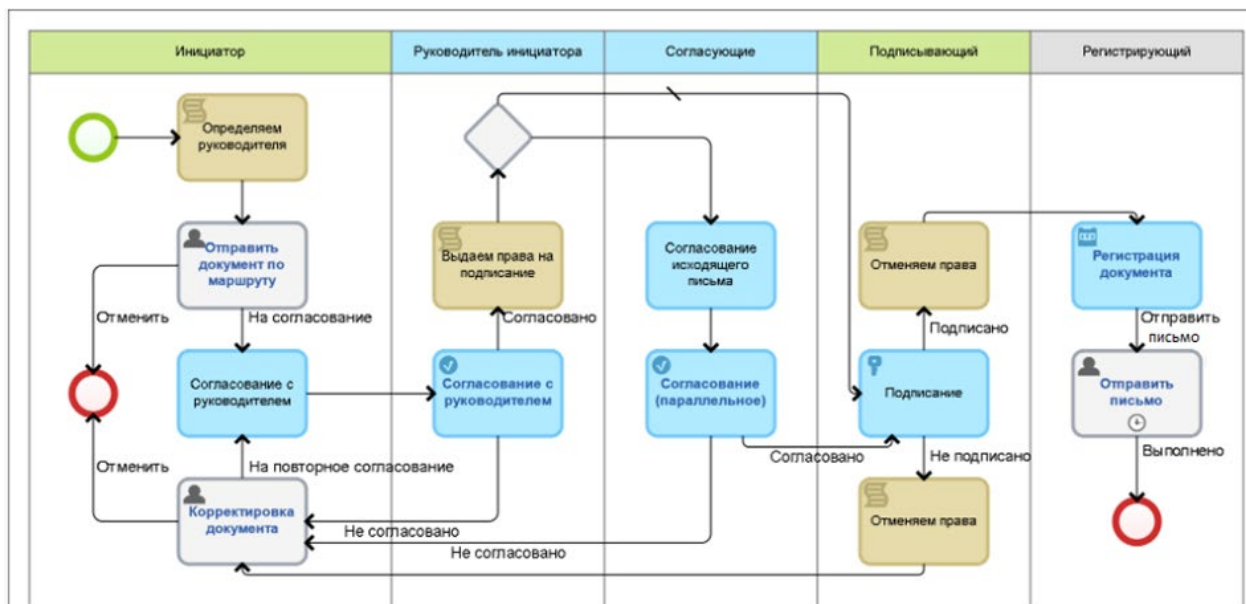 Инициатор
Руководитель инициатора
Согласующие
Подписывающий
Регистрирующий
Определяем
руководителя
Отправить
документ по
маршруту
Выдаем права на
подписание
Согласование
исходящего
письма
Отменяем права
Регистрация
документа
Отменить
На согласование
Согласовано
Подписано
Отправить
письмо
Согласование с
руководителем
Согласование с
руководителем
Согласование
(параллельное)
Подписание
Отправить
письмо
Отменить
На повторное согласование
Согласовано
Не подписано
Выполнено
Корректировка
документа
Не согласовано
Не согласовано
Отменяем права